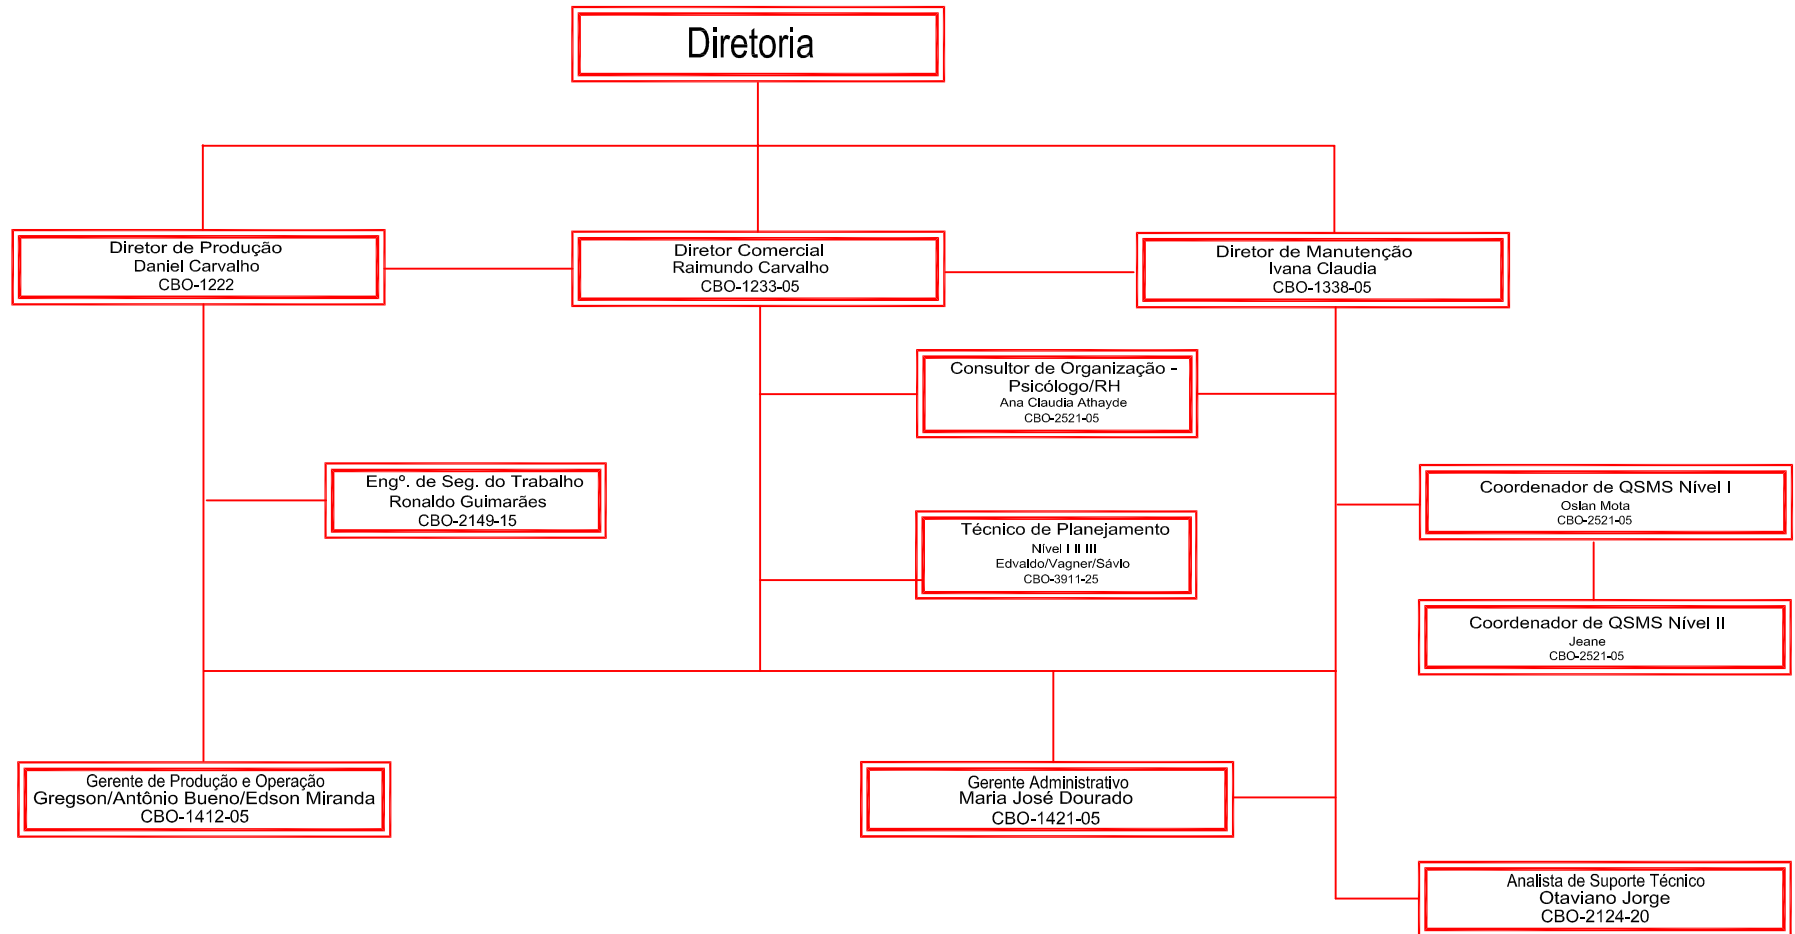 Diretoria
Diretor de Produção
Daniel Carvalho
CBO-1222
Diretor Comercial
Raimundo Carvalho
CBO-1233-05
Diretor de Manutenção
Ivana Claudia
CBO-1338-05
Consultor de Organização -
Psicólogo/RH
Ana Claudia Athayde
CBO-2521-05
Engº. de Seg. do Trabalho
Ronaldo Guimarães
CBO-2149-15
Técnico de Planejamento
Nível I II III
Edvaldo/Vagner/Sávio
CBO-3911-25
Coordenador de QSMS Nível I
Oslan Mota
CBO-2521-05
Coordenador de QSMS Nível II
Jeane
CBO-2521-05
Gerente de Produção e Operação
Gregson/Antônio Bueno/Edson Miranda
CBO-1412-05
Gerente Administrativo
Maria José Dourado
CBO-1421-05
Analista de Suporte Técnico
Otaviano Jorge
CBO-2124-20